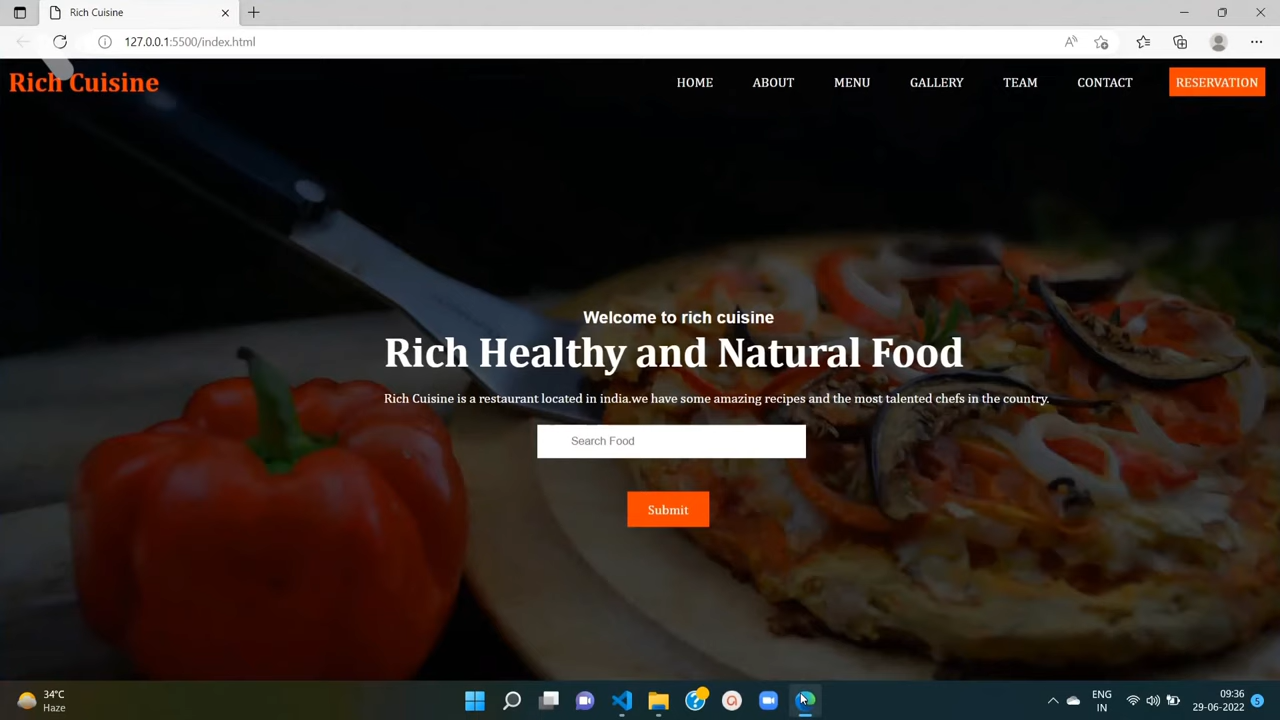 Rich Cuisine
127.0.0.1:5500/index.html
Rich Cuisine
HOME ABOUT MENU GALLERY TEAM CONTACT RESERVATION
Welcome to rich cuisine
Rich Healthy and Natural Food
Rich Cuisine is a restaurant located in india.we have some amazing recipes and the most talented chefs in the country.
Search Food
Submit
34°C
Haze
ENG
IN
09:36
29-06-2022
5